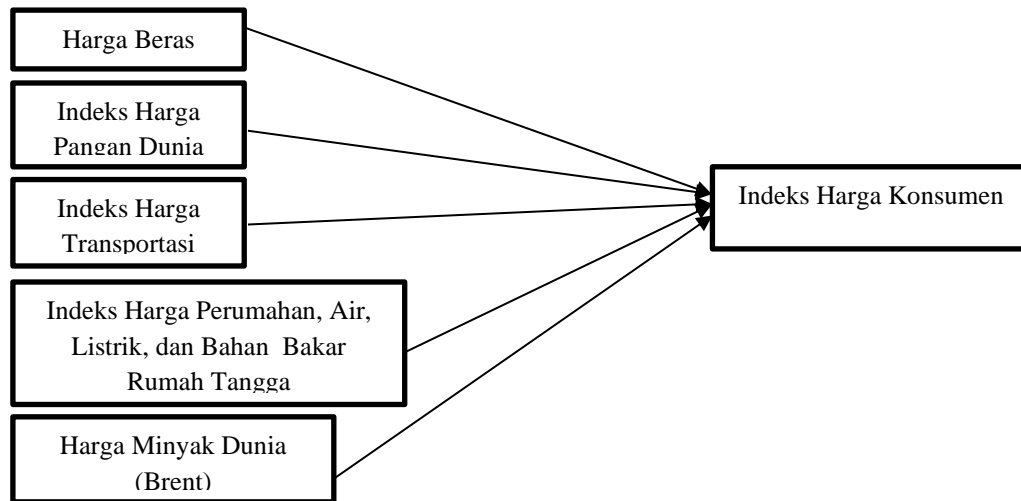 Harga Beras
Indeks Harga
Pangan Dunia
Indeks Harga
Transportasi
Indeks Harga Perumahan, Air,
Listrik, dan Bahan Bakar
Rumah Tangga
Harga Minyak Dunia
(Brent)
Indeks Harga Konsumen